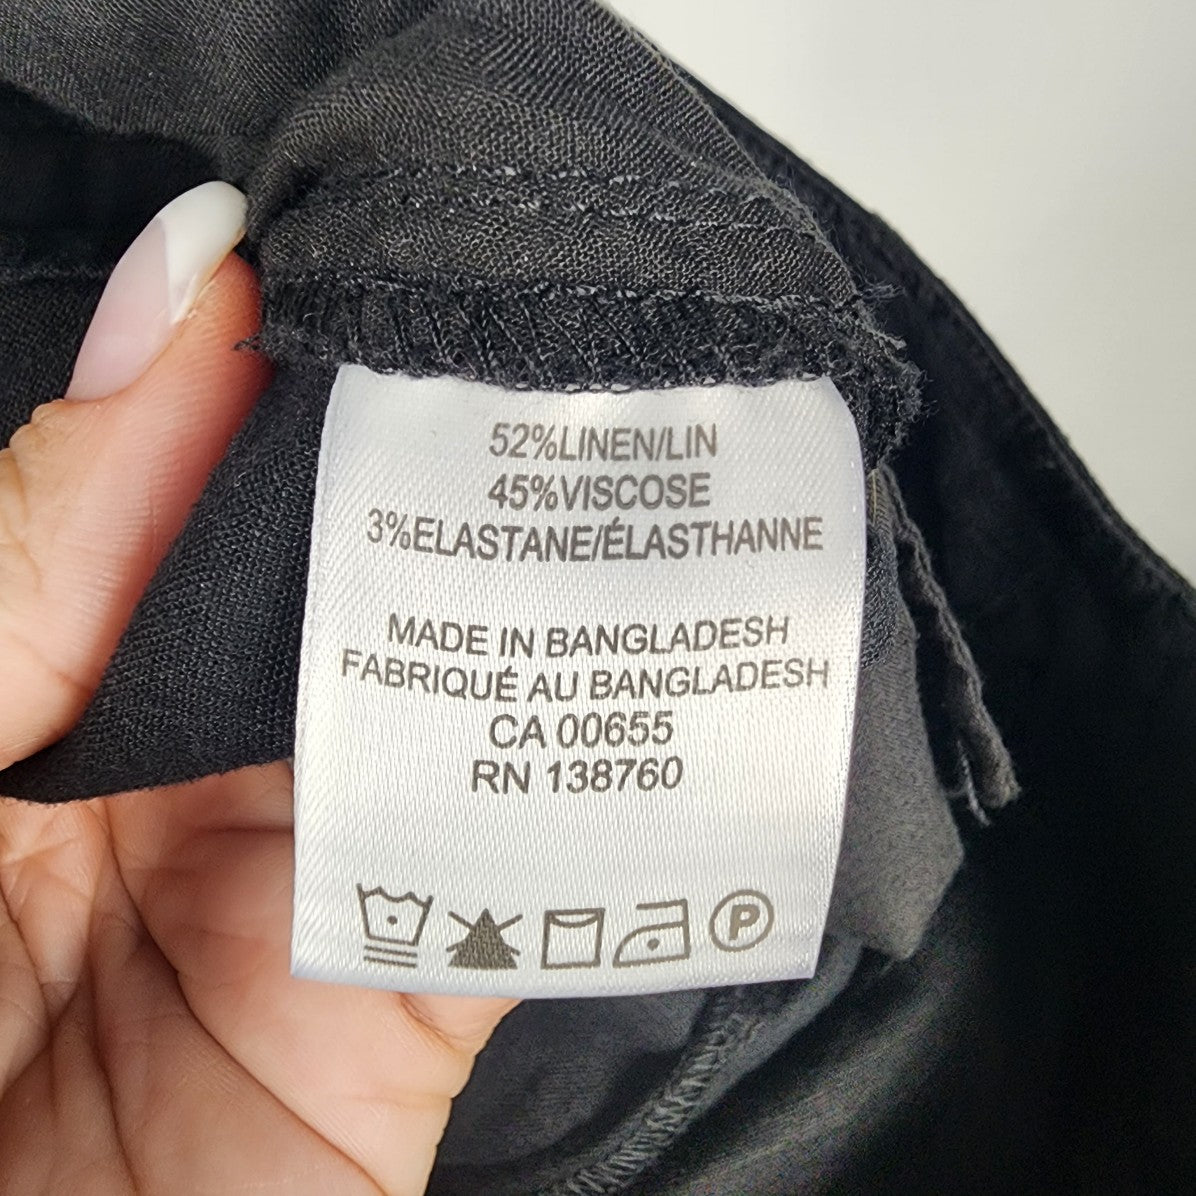 52%LINEN/LIN
45%VISCOSE
3%ELASTANE/ÉLASTHANNE
MADE IN BANGLADESH
FABRIQUÉ AU BANGLADESH
CA 00655
RN 138760
P